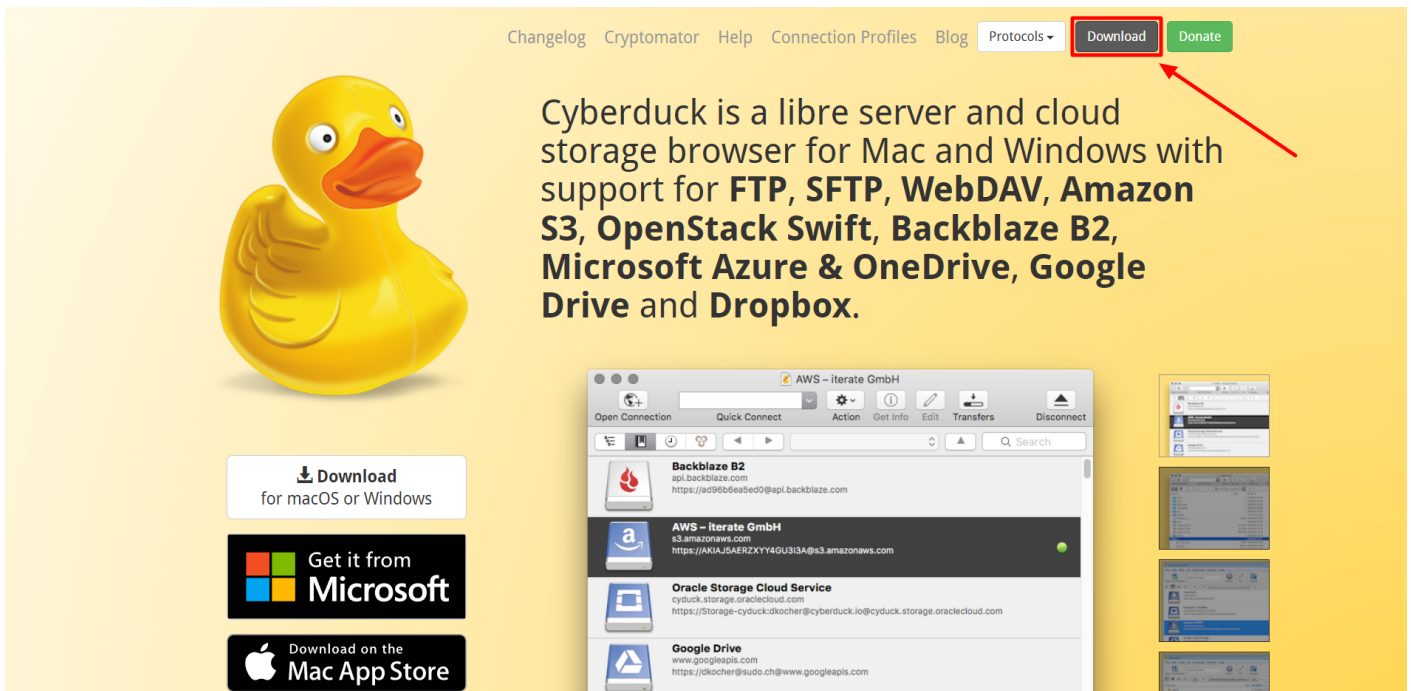 Changelog Cryptomator Help Connection Profiles Blog Protocols Download Donate
Cyberduck is a libre server and cloud
storage browser for Mac and Windows with
support for FTP, SFTP, WebDAV, Amazon
S3, OpenStack Swift, Backblaze B2,
Microsoft Azure & OneDrive, Google
Drive and Dropbox.
Download
for macOS or Windows
Get it from
Microsoft
Download on the
Mac App Store
AWS – iterate GmbH
Open Connection Quick Connect Action Get Info Edit Transfers Disconnect
Search
Backblaze B2
api.backblaze.com
https://ad96b6ea5ed0@api.backblaze.com
AWS – iterate GmbH
s3.amazonaws.com
https://AKIAJ5AERZXYY4GU3I3A@s3.amazonaws.com
Oracle Storage Cloud Service
cyduck.storage.oraclecloud.com
https://Storage-cyduck:dkocher@cyberduck.io@cyduck.storage.oraclecloud.com
Google Drive
www.googleapis.com
https://dkocher@sudo.ch@www.googleapis.com